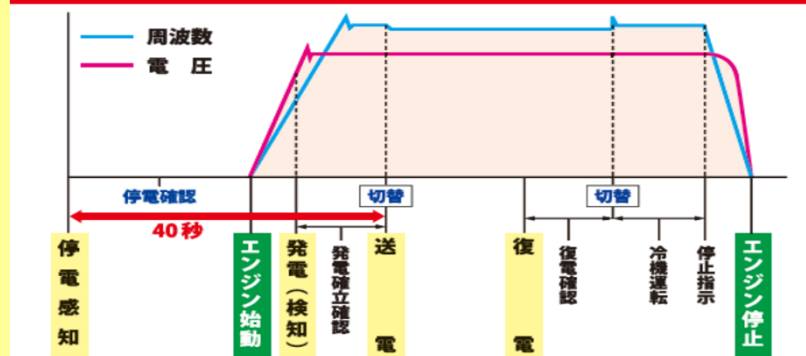 周波数
電 圧
停電確認
切替
切替
40秒
停電感知
エンジン始動
発電(検知)
発電確立確認
送電
復電
復電確認
冷機運転
停止指示
エンジン停止